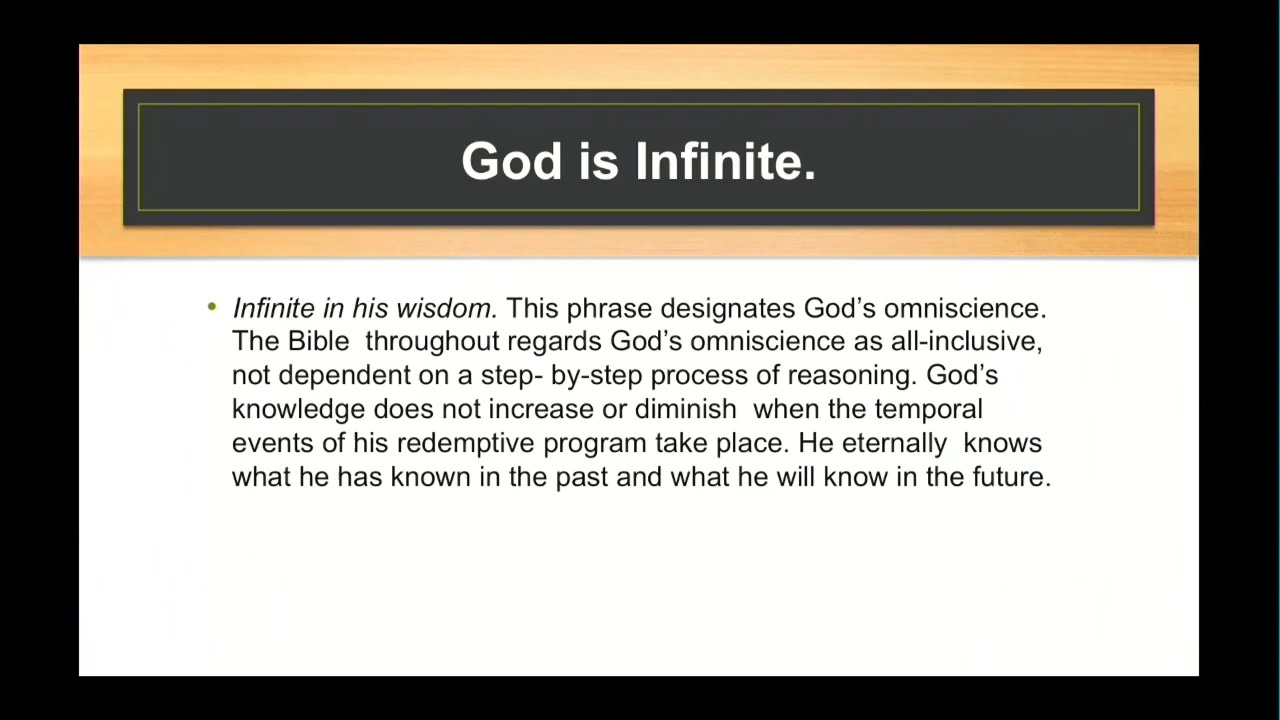 God is Infinite.
• Infinite in his wisdom. This phrase designates God’s omniscience.
The Bible  throughout regards God’s omniscience as all-inclusive,
not dependent on a step- by-step process of reasoning. God’s
knowledge does not increase or diminish  when the temporal
events of his redemptive program take place. He eternally  knows
what he has known in the past and what he will know in the future.